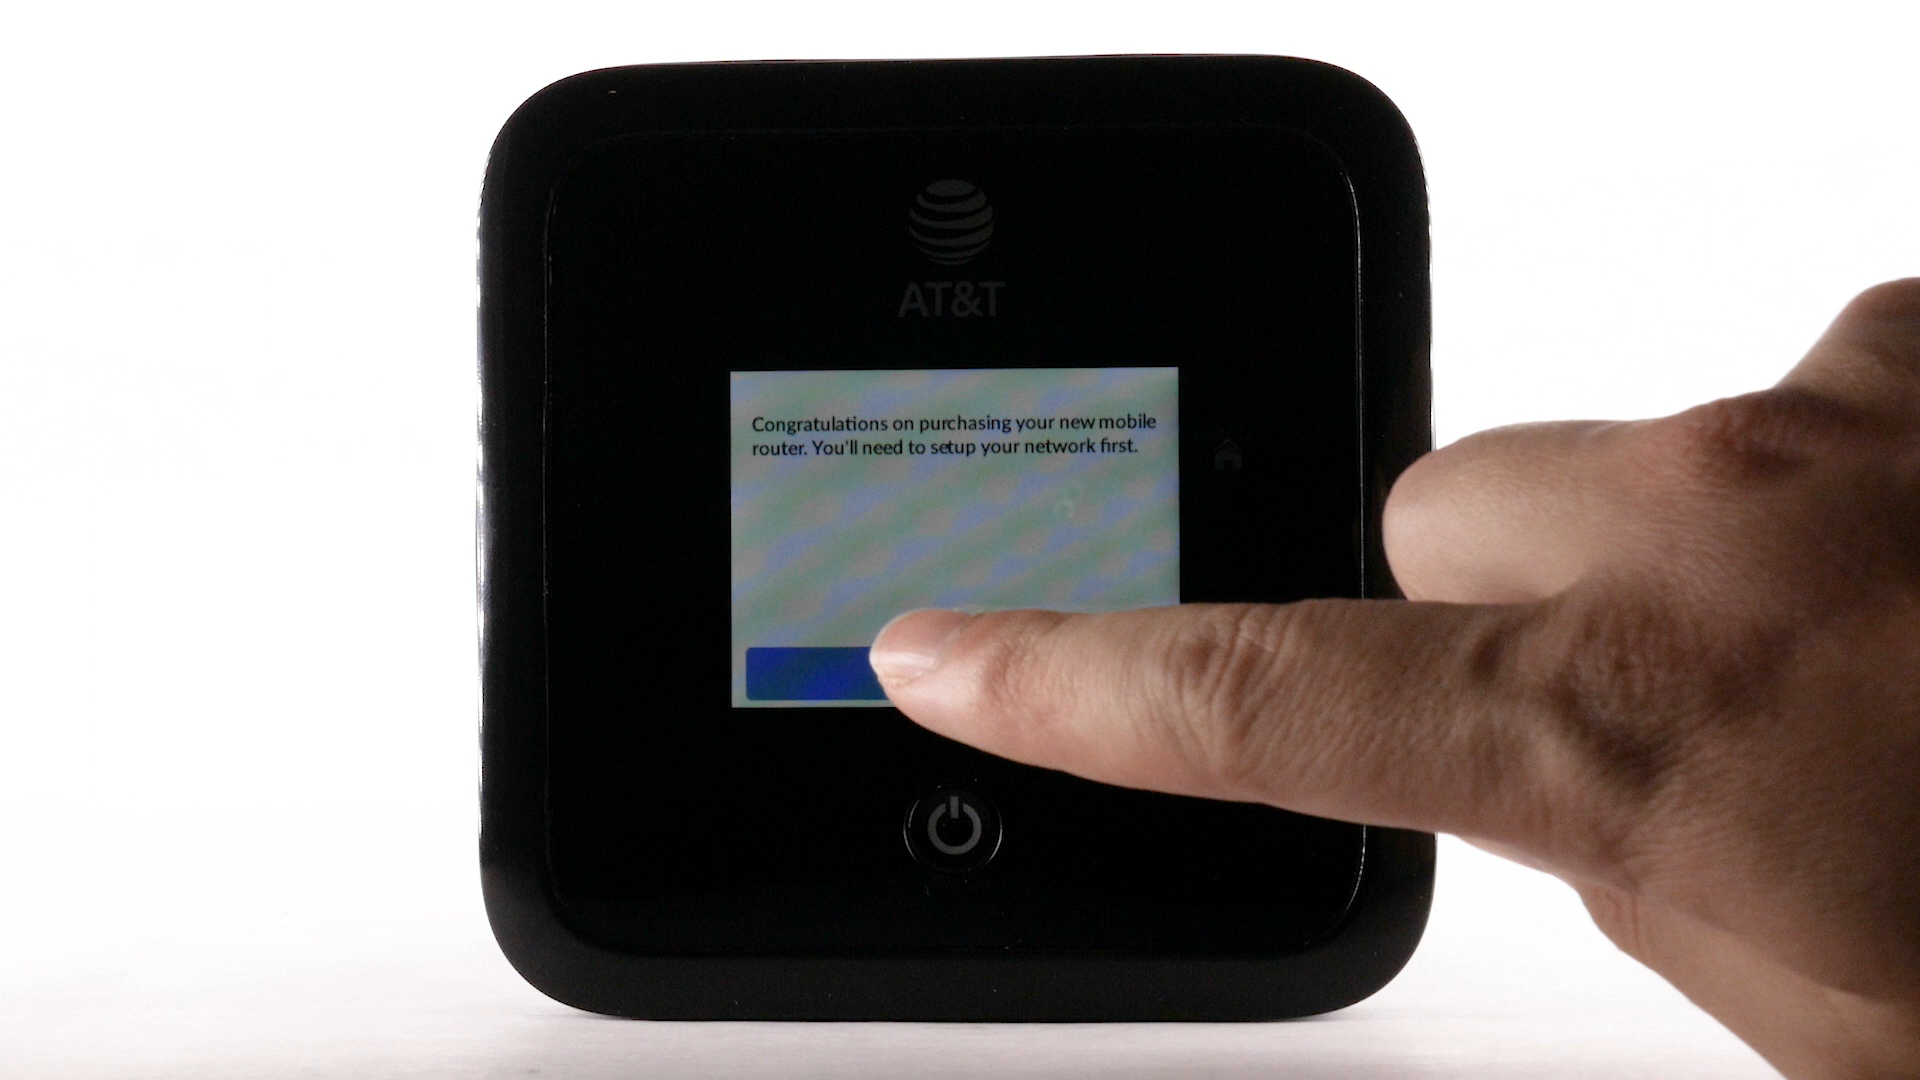 AT&T
Congratulations on purchasing your new mobile
router. You'll need to setup your network first.